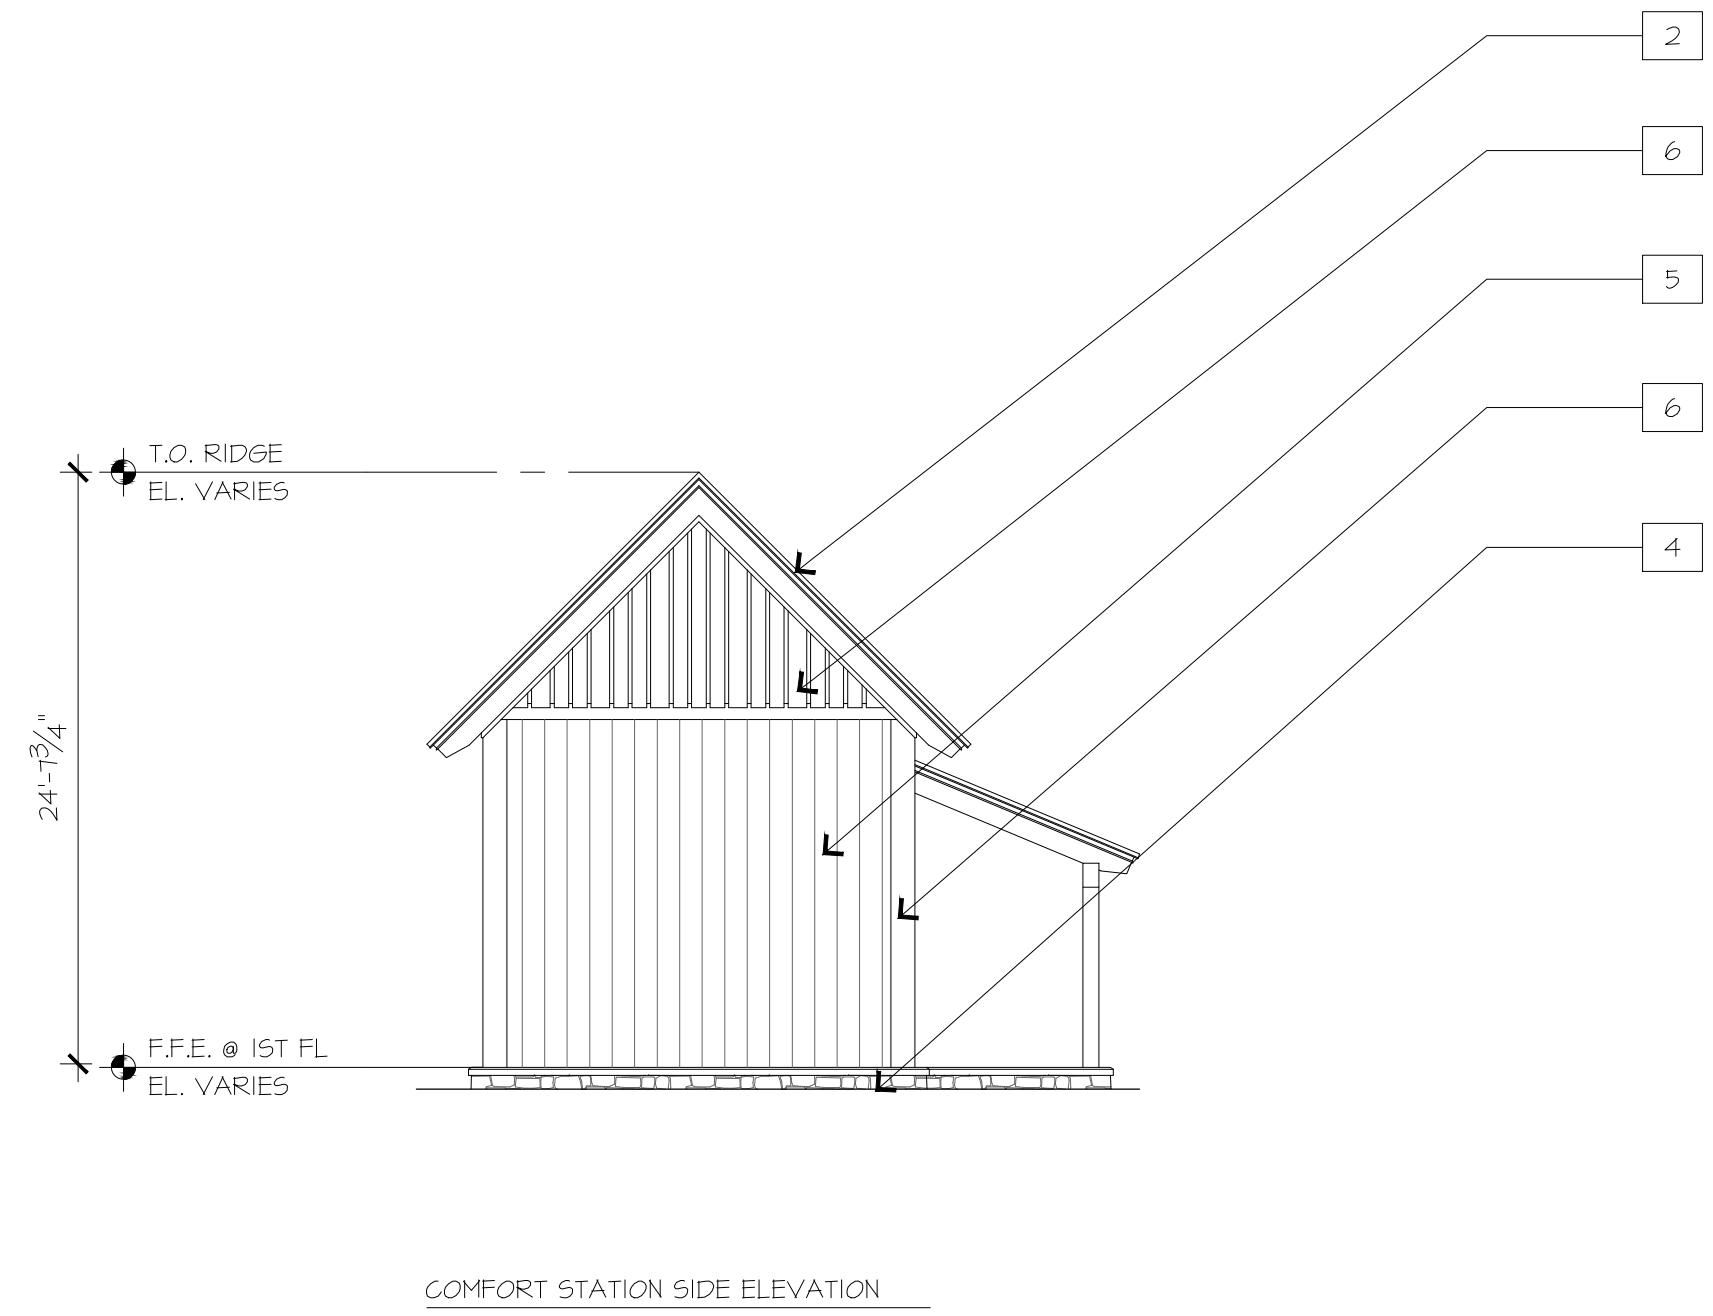 2
6
5
6
4
T.O. RIDGE
EL. VARIES
24'-7 3/4"
F.F.E. @ 1ST FL
EL. VARIES
COMFORT STATION SIDE ELEVATION